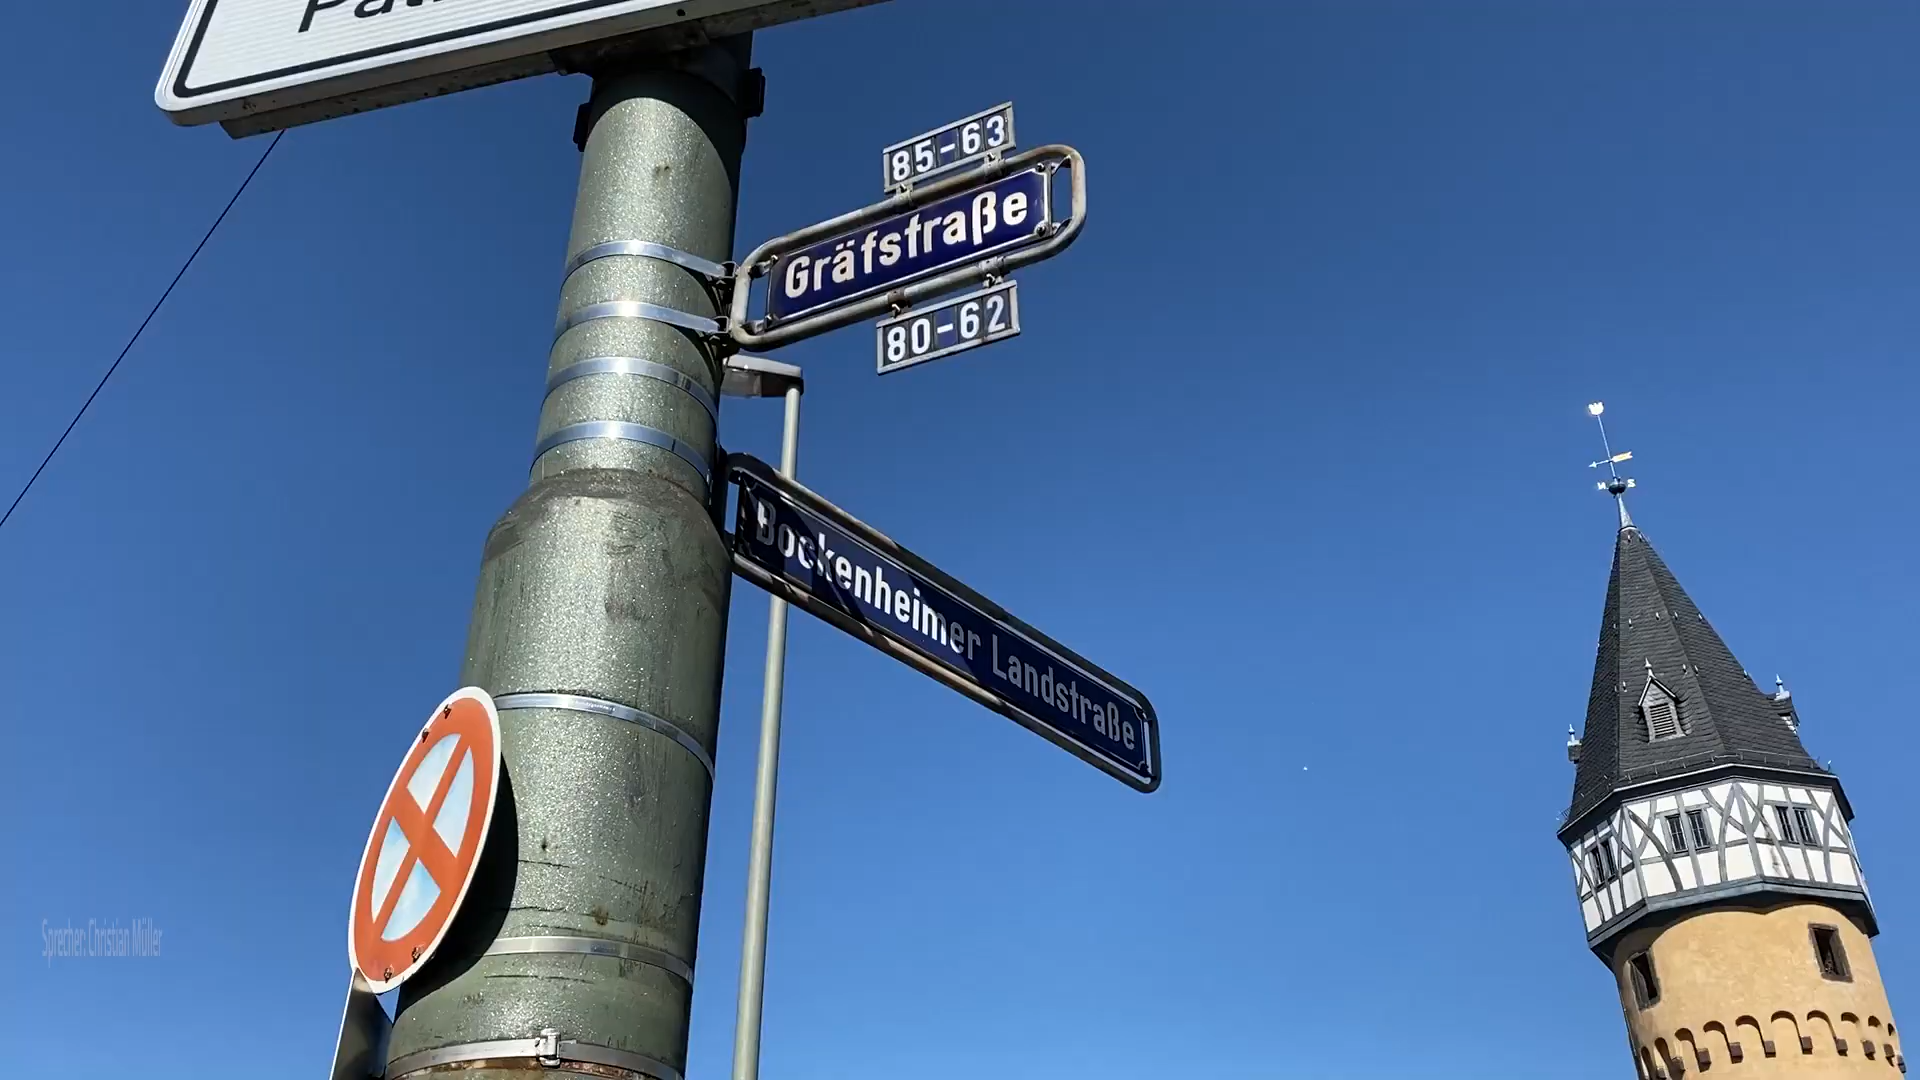 85-63
Gräfstraße
80-62
Bockenheimer Landstraße
N S
Sprecher: Christian Müller